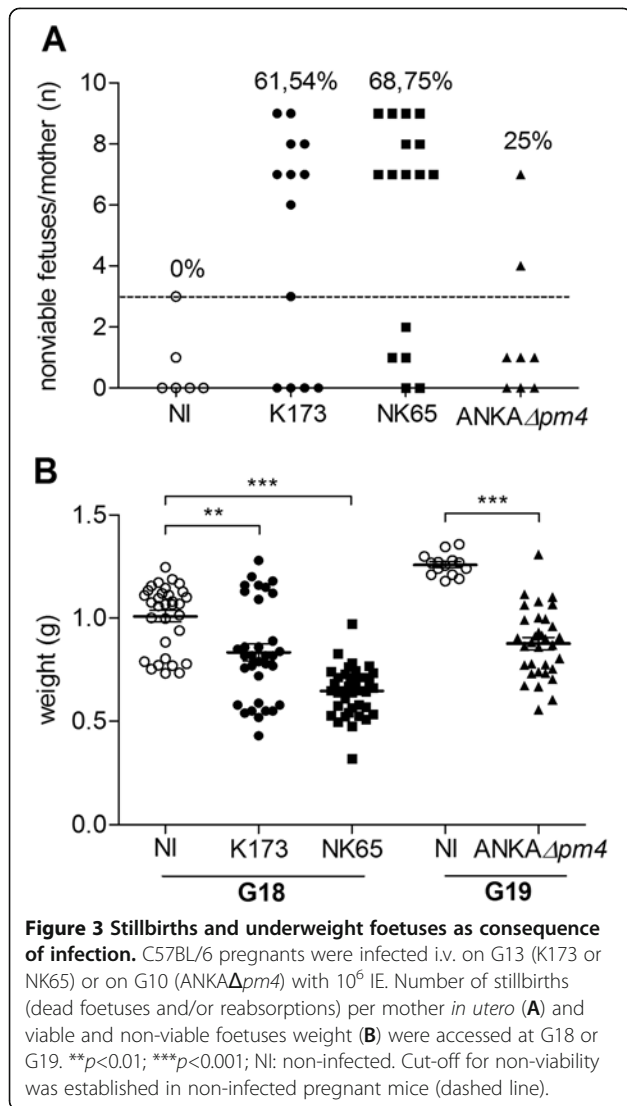 A
nonviable fetuses/mother (n)
10
8
6
4
2
0
0%
61,54%
68,75%
25%
NI K173 NK65 ANKAΔpm4
B
weight (g)
1.5
1.0
0.5
0.0
***
**
***
NI K173 NK65 NI ANKAΔpm4
G18 G19
Figure 3 Stillbirths and underweight foetuses as consequence
of infection. C57BL/6 pregnants were infected i.v. on G13 (K173 or
NK65) or on G10 (ANKAΔpm4) with 10⁶ IE. Number of stillbirths
(dead foetuses and/or reabsorptions) per mother in utero (A) and
viable and non-viable foetuses weight (B) were accessed at G18 or
G19. **p<0.01; ***p<0.001; NI: non-infected. Cut-off for non-viability
was established in non-infected pregnant mice (dashed line).